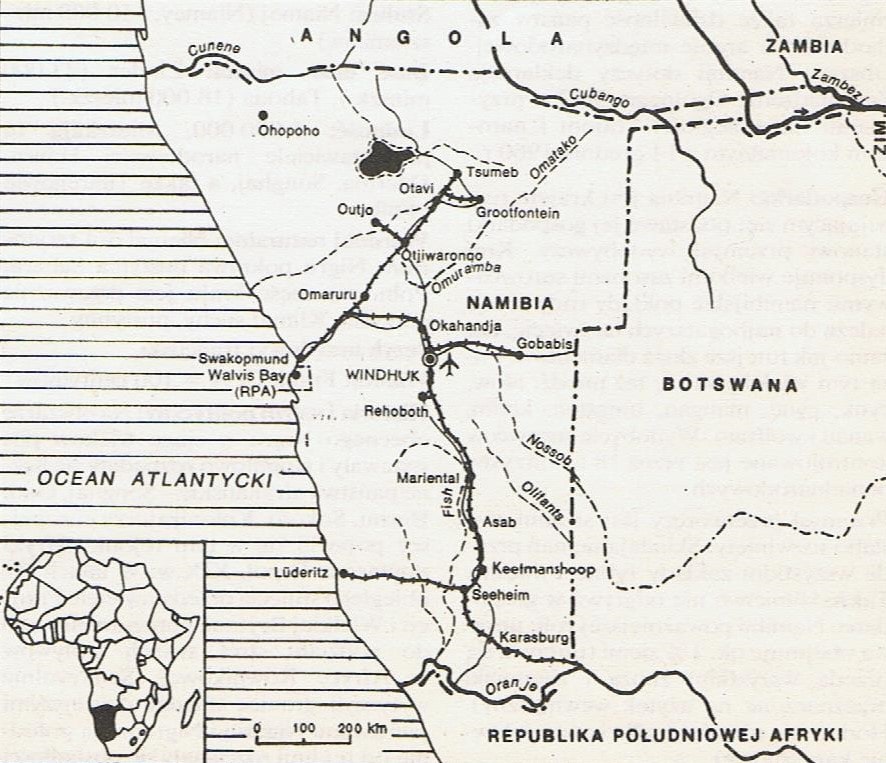 ANGOLA
ZAMBIA
Cunene
Cubango
Zambezi
Ohopoho
Tsumeb
Omatako
Otavi
Grootfontein
Outjo
Otjiwarongo
Omuramba
Omaruru
NAMIBIA
Okahandja
Gobabis
Swakopmund
Walvis Bay
(RPA)
WINDHUK
BOTSWANA
Rehoboth
Nossob
Mariental
Fish
Olifants
OCEAN ATLANTYCKI
Asab
Lüderitz
Keetmanshoop
Seeheim
Karasburg
Oranje
0 100 200 km
REPUBLIKA POŁUDNIOWEJ AFRYKI